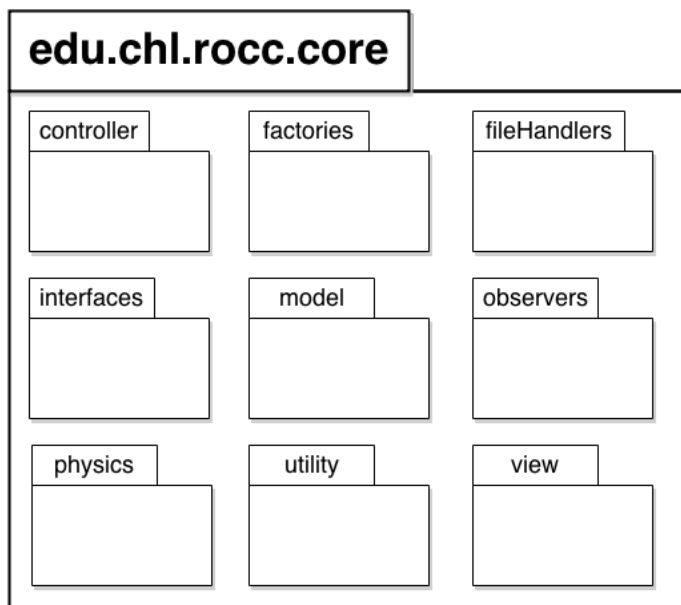 edu.chl.rocc.core
controller
factories
fileHandlers
interfaces
model
observers
physics
utility
view